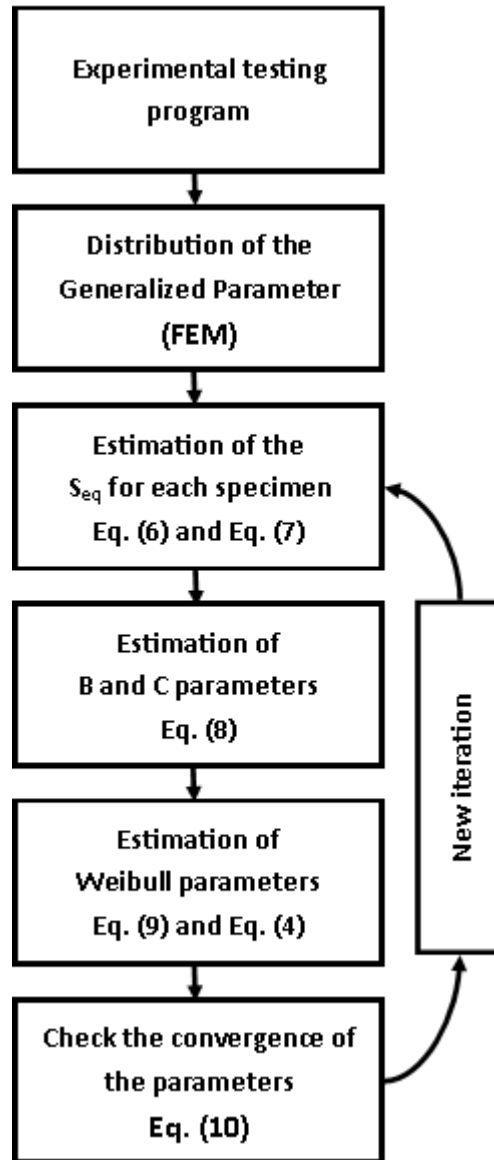 Experimental testing
program
Distribution of the
Generalized Parameter
(FEM)
Estimation of the
Seq for each specimen
Eq. (6) and Eq. (7)
Estimation of
B and C parameters
Eq. (8)
Estimation of
Weibull parameters
Eq. (9) and Eq. (4)
Check the convergence of
the parameters
Eq. (10)
New iteration